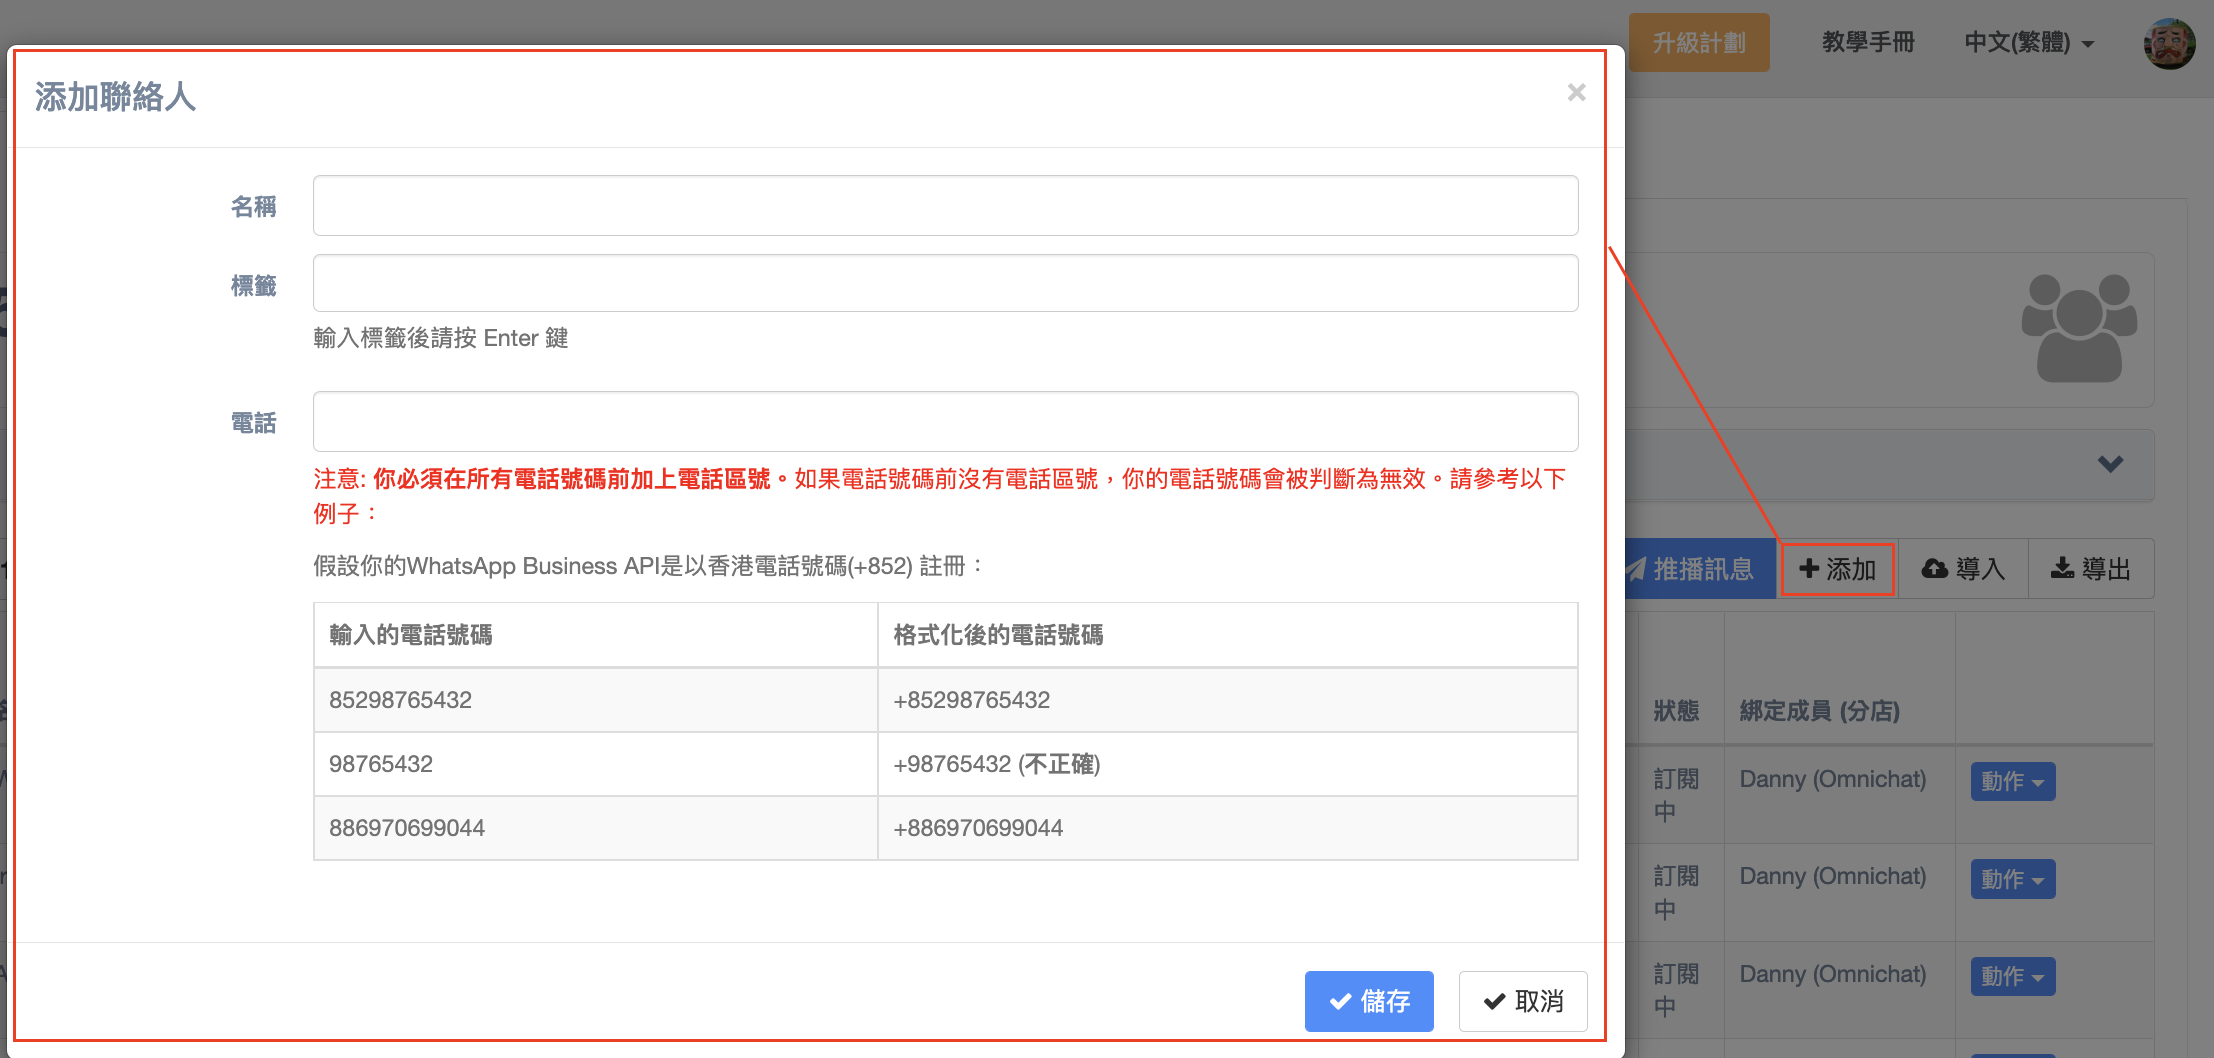 升級計劃
教學手冊
中文(繁體)
添加聯絡人
×
名稱
標籤
輸入標籤後請按 Enter 鍵
電話
注意: 你必須在所有電話號碼前加上電話區號。如果電話號碼前沒有電話區號，你的電話號碼會被判斷為無效。請參考以下
例子：
假設你的WhatsApp Business API是以香港電話號碼(+852) 註冊：
輸入的電話號碼 格式化後的電話號碼
85298765432 +85298765432
98765432 +98765432 (不正確)
886970699044 +886970699044
儲存
取消
推播訊息
添加
導入
導出
狀態
綁定成員 (分店)
訂閱
中
Danny (Omnichat)
動作
訂閱
中
Danny (Omnichat)
動作
訂閱
中
Danny (Omnichat)
動作